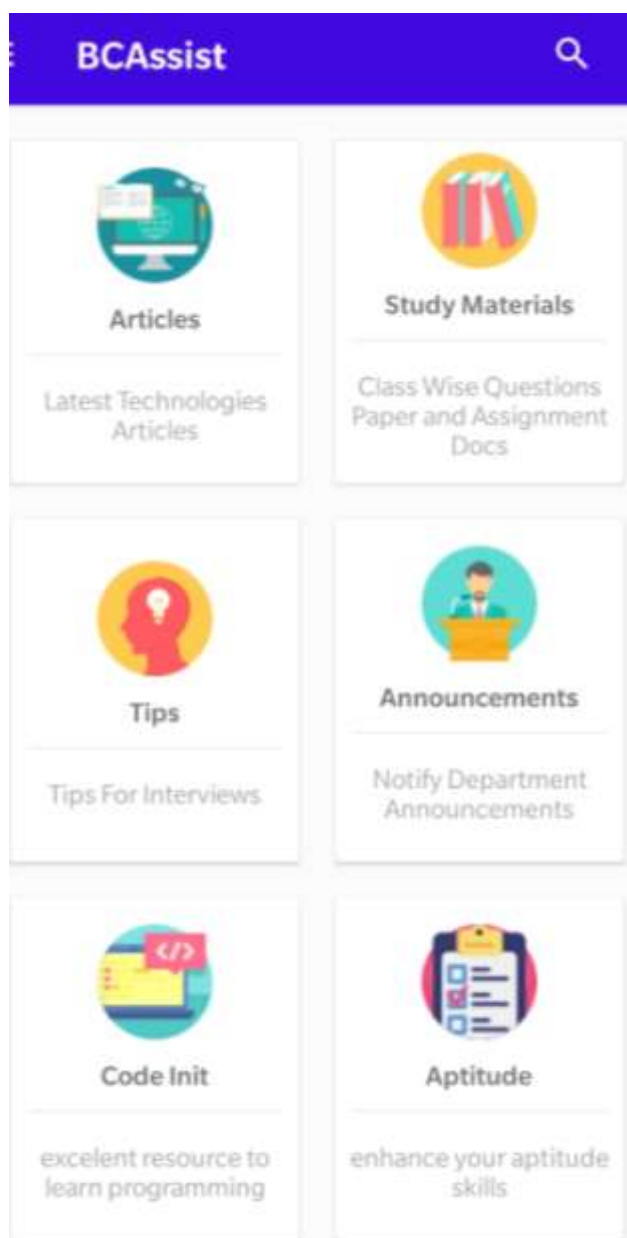 BCAssist
Articles
Latest Technologies
Articles
Study Materials
Class Wise Questions
Paper and Assignment
Docs
Tips
Tips For Interviews
Announcements
Notify Department
Announcements
</>
Code Init
excelent resource to
learn programming
Aptitude
enhance your aptitude
skills